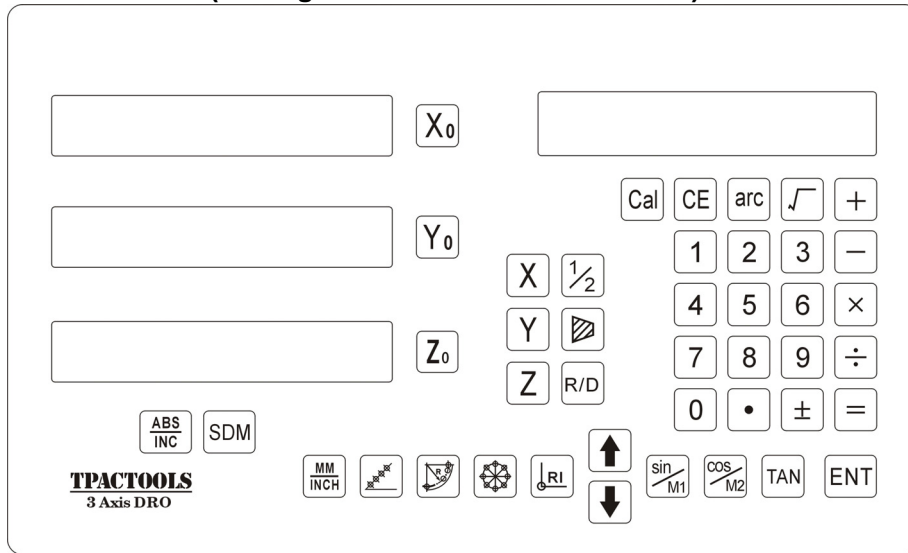 X0
Cal CE arc √ +
Y0
1 2 3 −
X 1/2
4 5 6 ×
Y
7 8 9 ÷
Z0
Z R/D
0 • ± =
ABS
INC
SDM
MM
INCH
R
RI
sin/M1
cos/M2
TAN
ENT
TPACTOOLS
3 Axis DRO